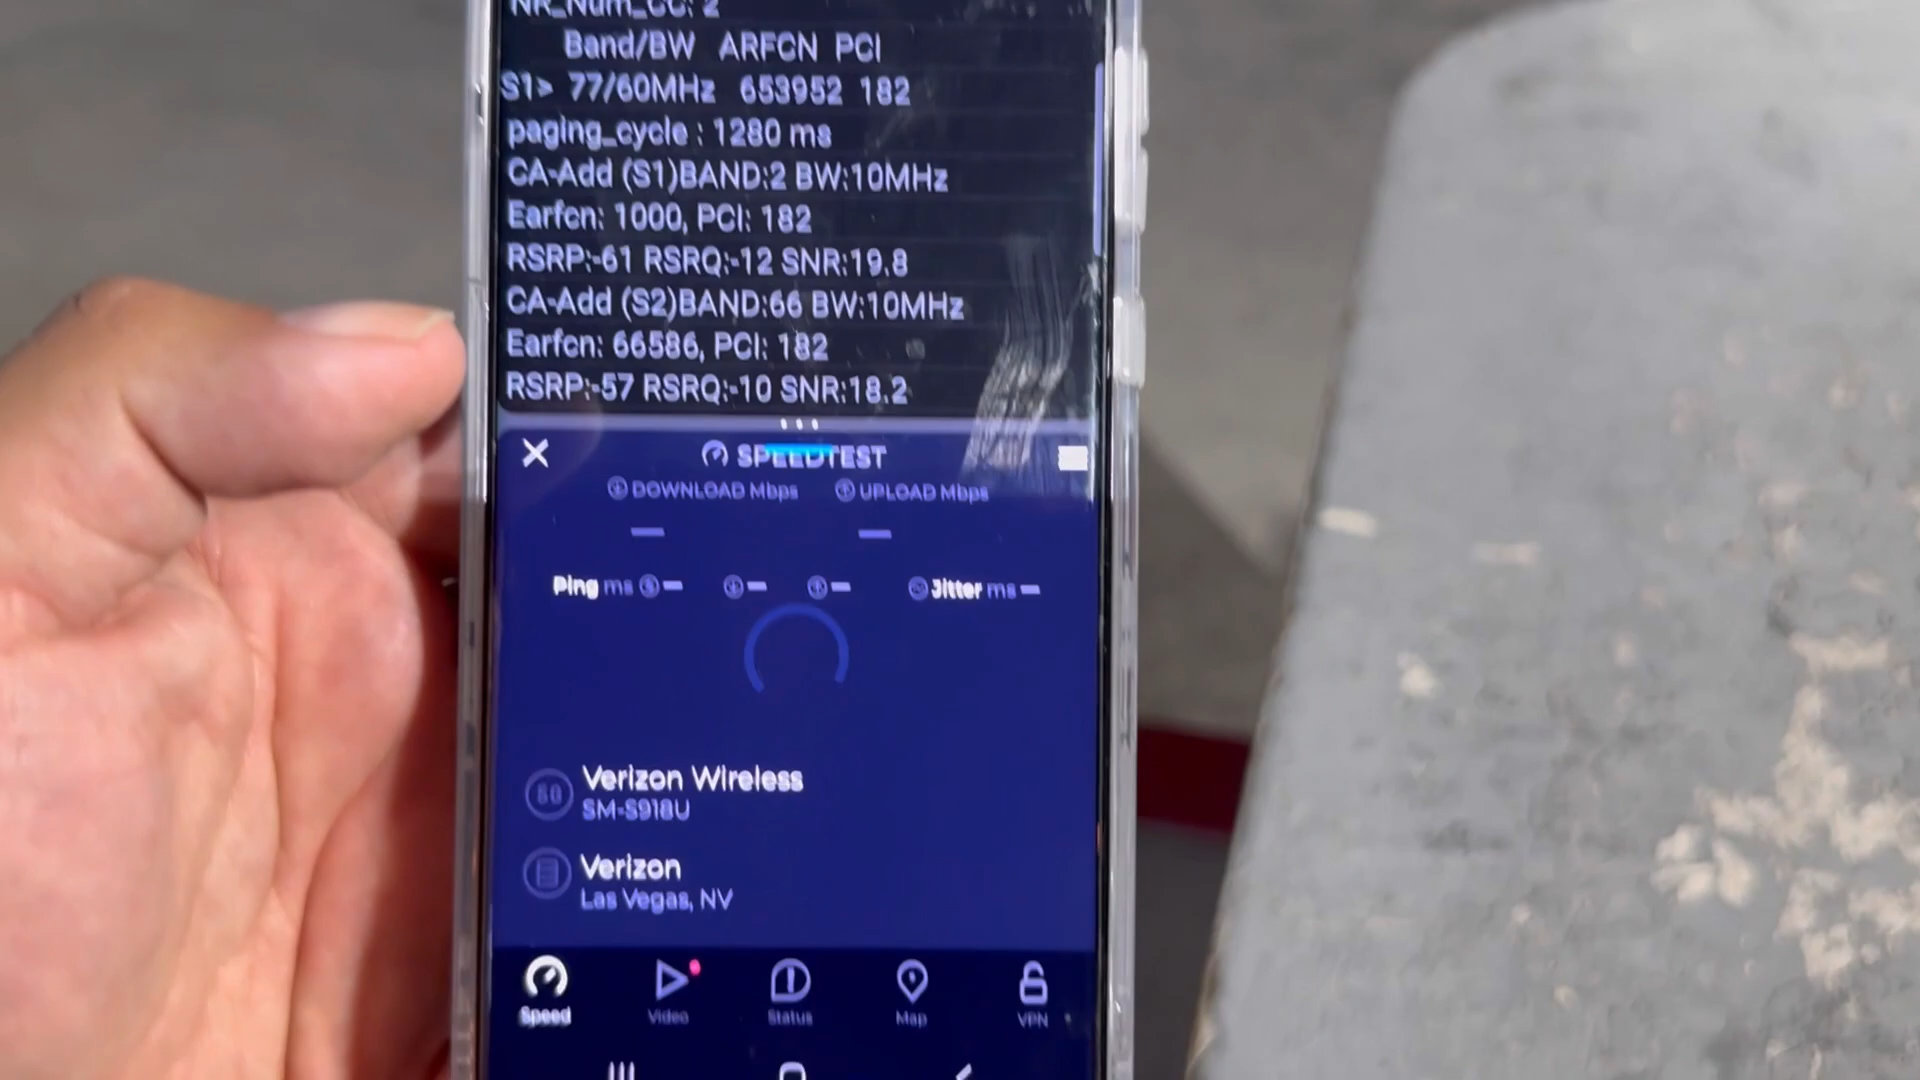 NR_Num_CC: 2
Band/BW ARFCN PCI
S1> 77/60MHz 653952 182
paging_cycle : 1280 ms
CA-Add (S1)BAND:2 BW:10MHz
Earfcn: 1000, PCI: 182
RSRP:-61 RSRQ:-12 SNR:19.8
CA-Add (S2)BAND:66 BW:10MHz
Earfcn: 66586, PCI: 182
RSRP:-57 RSRQ:-10 SNR:18.2
SPEEDTEST
DOWNLOAD Mbps UPLOAD Mbps
Ping ms Jitter ms
Verizon Wireless
SM-S918U
Verizon
Las Vegas, NV
Speed Video Status Map VPN